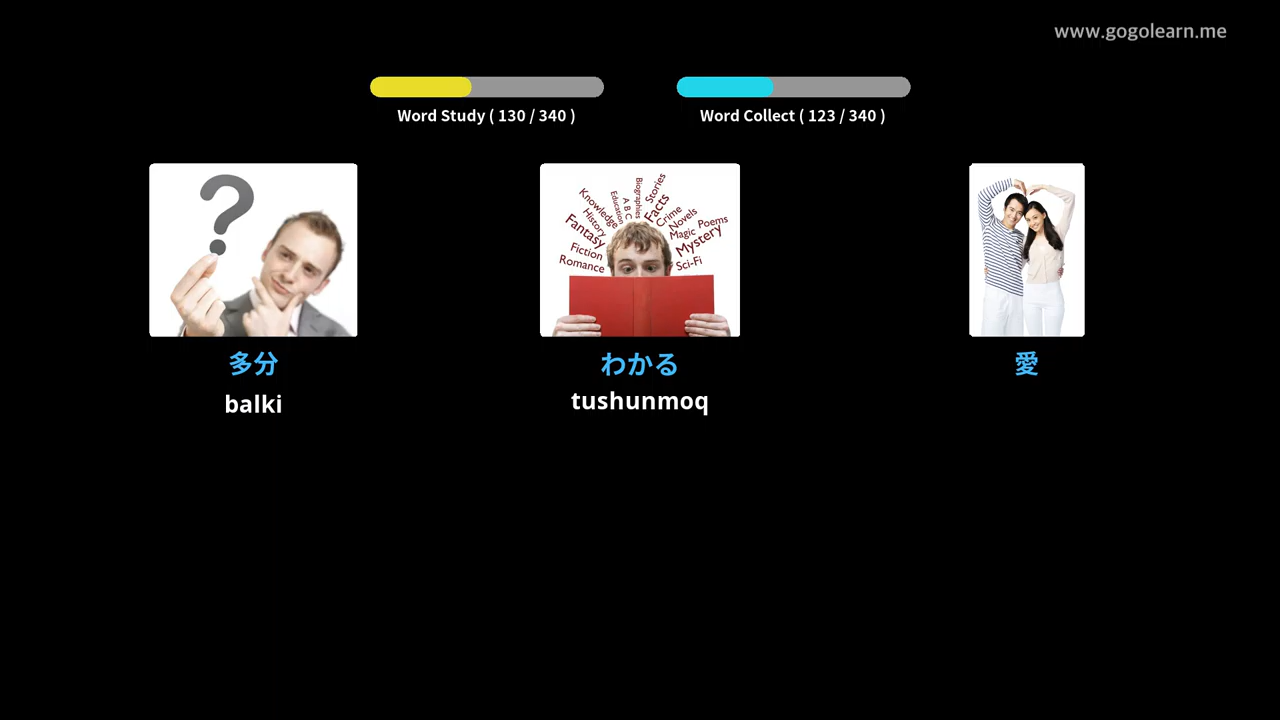 www.gogolearn.me
Word Study ( 130 / 340 )
Word Collect ( 123 / 340 )
Knowledge
History
Fantasy
Fiction
Romance
Education
A B C
Biographies
Stories
Facts
Crime
Novels
Magic
Poems
Mystery
Sci-Fi
多分
わかる
愛
balki
tushunmoq